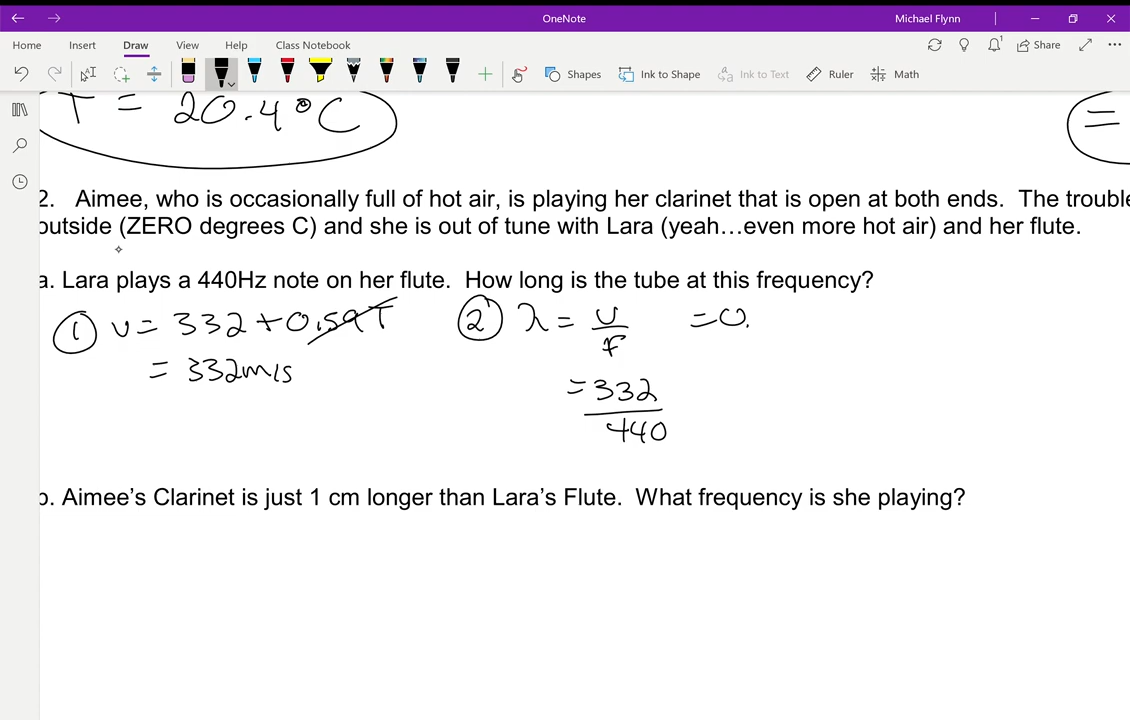 OneNote
Michael Flynn
Home Insert Draw View Help Class Notebook
1 Share
Shapes Ink to Shape Ink to Text Ruler Math
T = 20.4°C
=
2. Aimee, who is occasionally full of hot air, is playing her clarinet that is open at both ends. The trouble
outside (ZERO degrees C) and she is out of tune with Lara (yeah…even more hot air) and her flute.
a. Lara plays a 440Hz note on her flute. How long is the tube at this frequency?
① v = 332 + 0.59T
= 332m/s
② λ = v/f = 0.
= 332/440
b. Aimee’s Clarinet is just 1 cm longer than Lara’s Flute. What frequency is she playing?